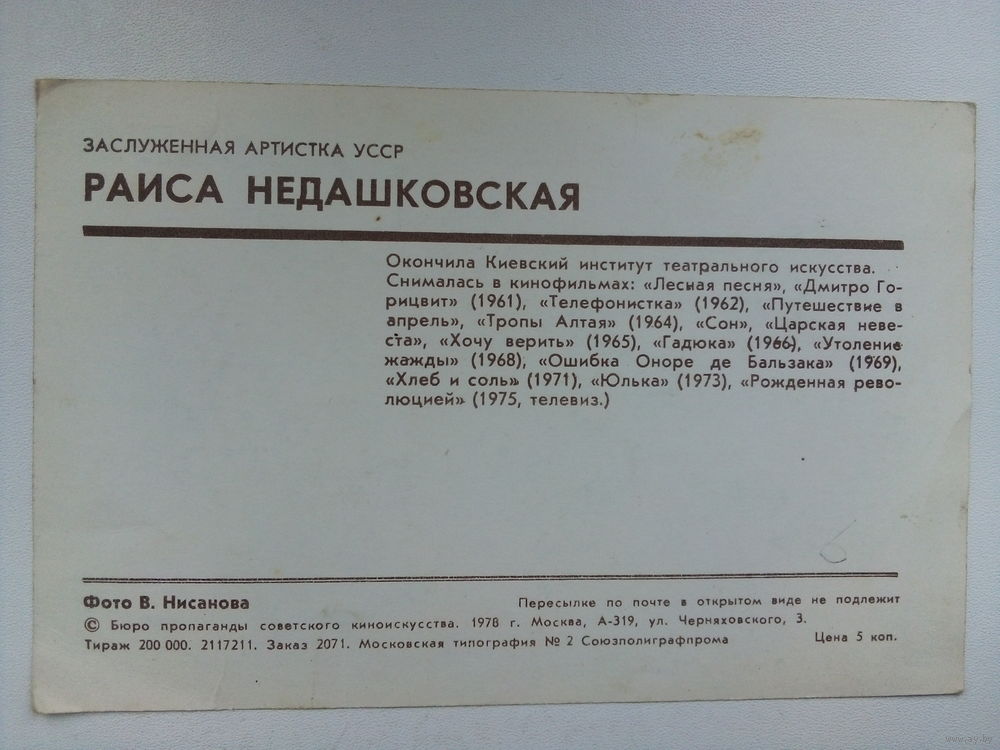 ЗАСЛУЖЕННАЯ АРТИСТКА УССР
РАИСА НЕДАШКОВСКАЯ
Окончила Киевский институт театрального искусства.
Снималась в кинофильмах: «Лесная песня», «Дмитро Го-
рицвит» (1961), «Телефонистка» (1962), «Путешествие в
апрель», «Тропы Алтая» (1964), «Сон», «Царская неве-
ста», «Хочу верить» (1965), «Гадюка» (1966), «Утоление
жажды» (1968), «Ошибка Оноре де Бальзака» (1969),
«Хлеб и соль» (1971), «Юлька» (1973), «Рожденная рево-
люцией» (1975, телевиз.)
Фото В. Нисанова
Пересылке по почте в открытом виде не подлежит
© Бюро пропаганды советского киноискусства. 1978 г. Москва, А-319, ул. Черняховского, 3.
Тираж 200 000. 2117211. Заказ 2071. Московская типография № 2 Союзполиграфпрома
Цена 5 коп.
www.ay.by